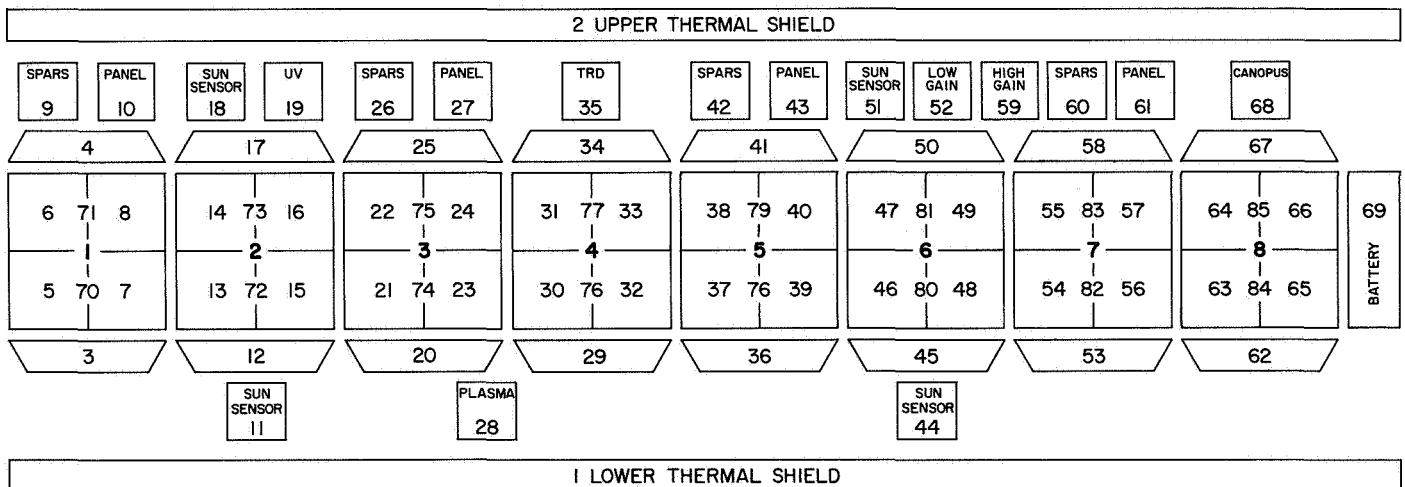 2 UPPER THERMAL SHIELD
SPARS
9
PANEL
10
SUN
SENSOR
18
UV
19
SPARS
26
PANEL
27
TRD
35
SPARS
42
PANEL
43
SUN
SENSOR
51
LOW
GAIN
52
HIGH
GAIN
59
SPARS
60
PANEL
61
CANOPUS
68
4 17 25 34 41 50 58 67
6 71 8 14 73 16 22 75 24 31 77 33 38 79 40 47 81 49 55 83 57 64 85 66 69
1 2 3 4 5 6 7 8
5 70 7 13 72 15 21 74 23 30 76 32 37 76 39 46 80 48 54 82 56 63 84 65
BATTERY
3 12 20 29 36 45 53 62
SUN
SENSOR
11
PLASMA
28
SUN
SENSOR
44
1 LOWER THERMAL SHIELD